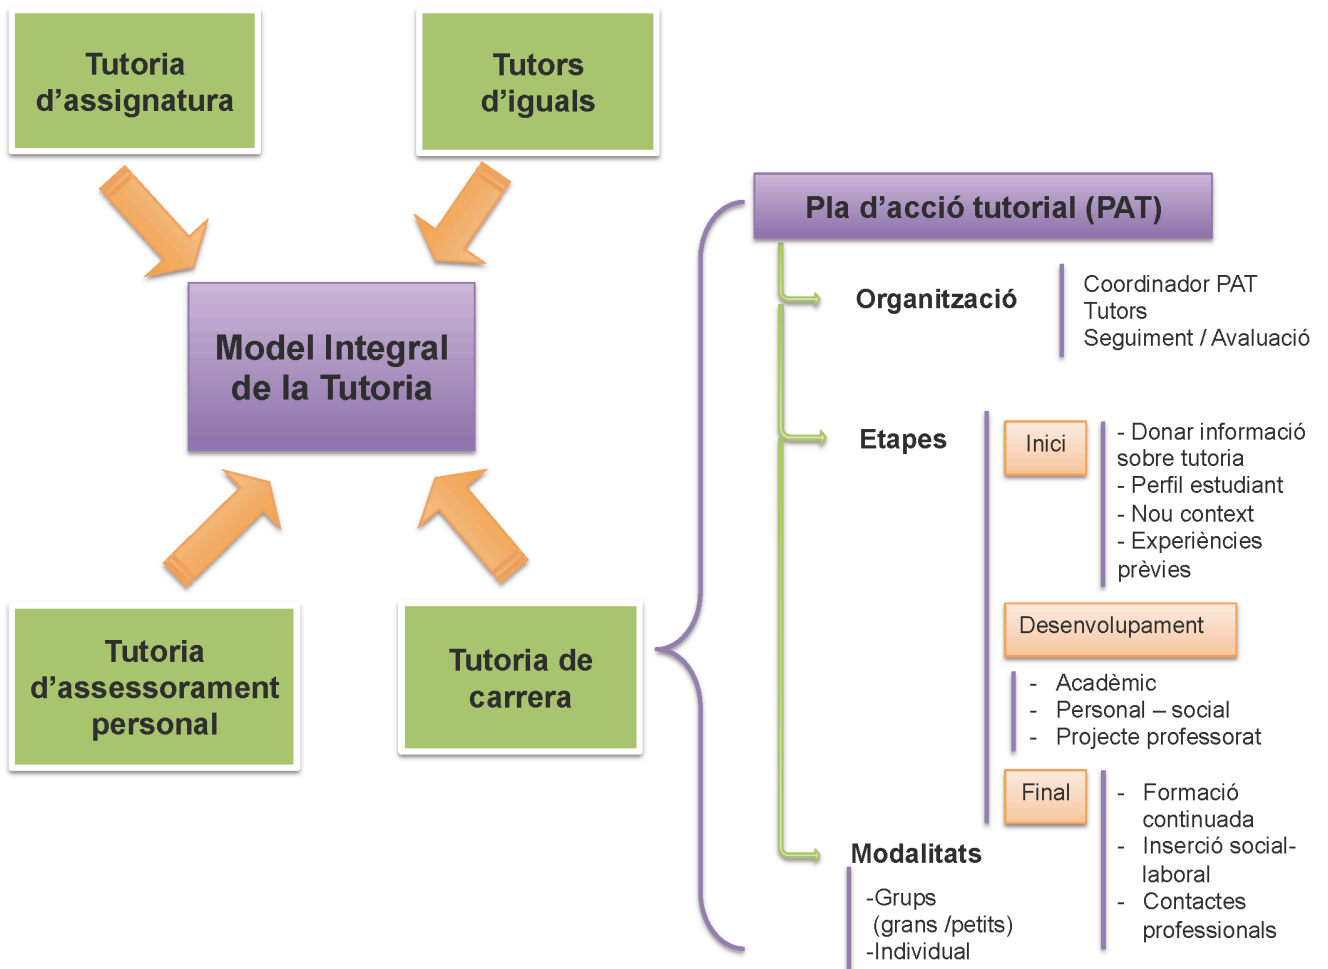 Tutoria
d’assignatura
Tutors
d’iguals
Model Integral
de la Tutoria
Tutoria
d’assessorament
personal
Tutoria de
carrera
Pla d’acció tutorial (PAT)
Organització
Coordinador PAT
Tutors
Seguiment / Avaluació
Etapes
Inici
- Donar informació
sobre tutoria
- Perfil estudiant
- Nou context
- Experiències
prèvies
Desenvolupament
- Acadèmic
- Personal – social
- Projecte professorat
Final
- Formació
continuada
- Inserció social-
laboral
- Contactes
professionals
Modalitats
-Grups
(grans /petits)
-Individual